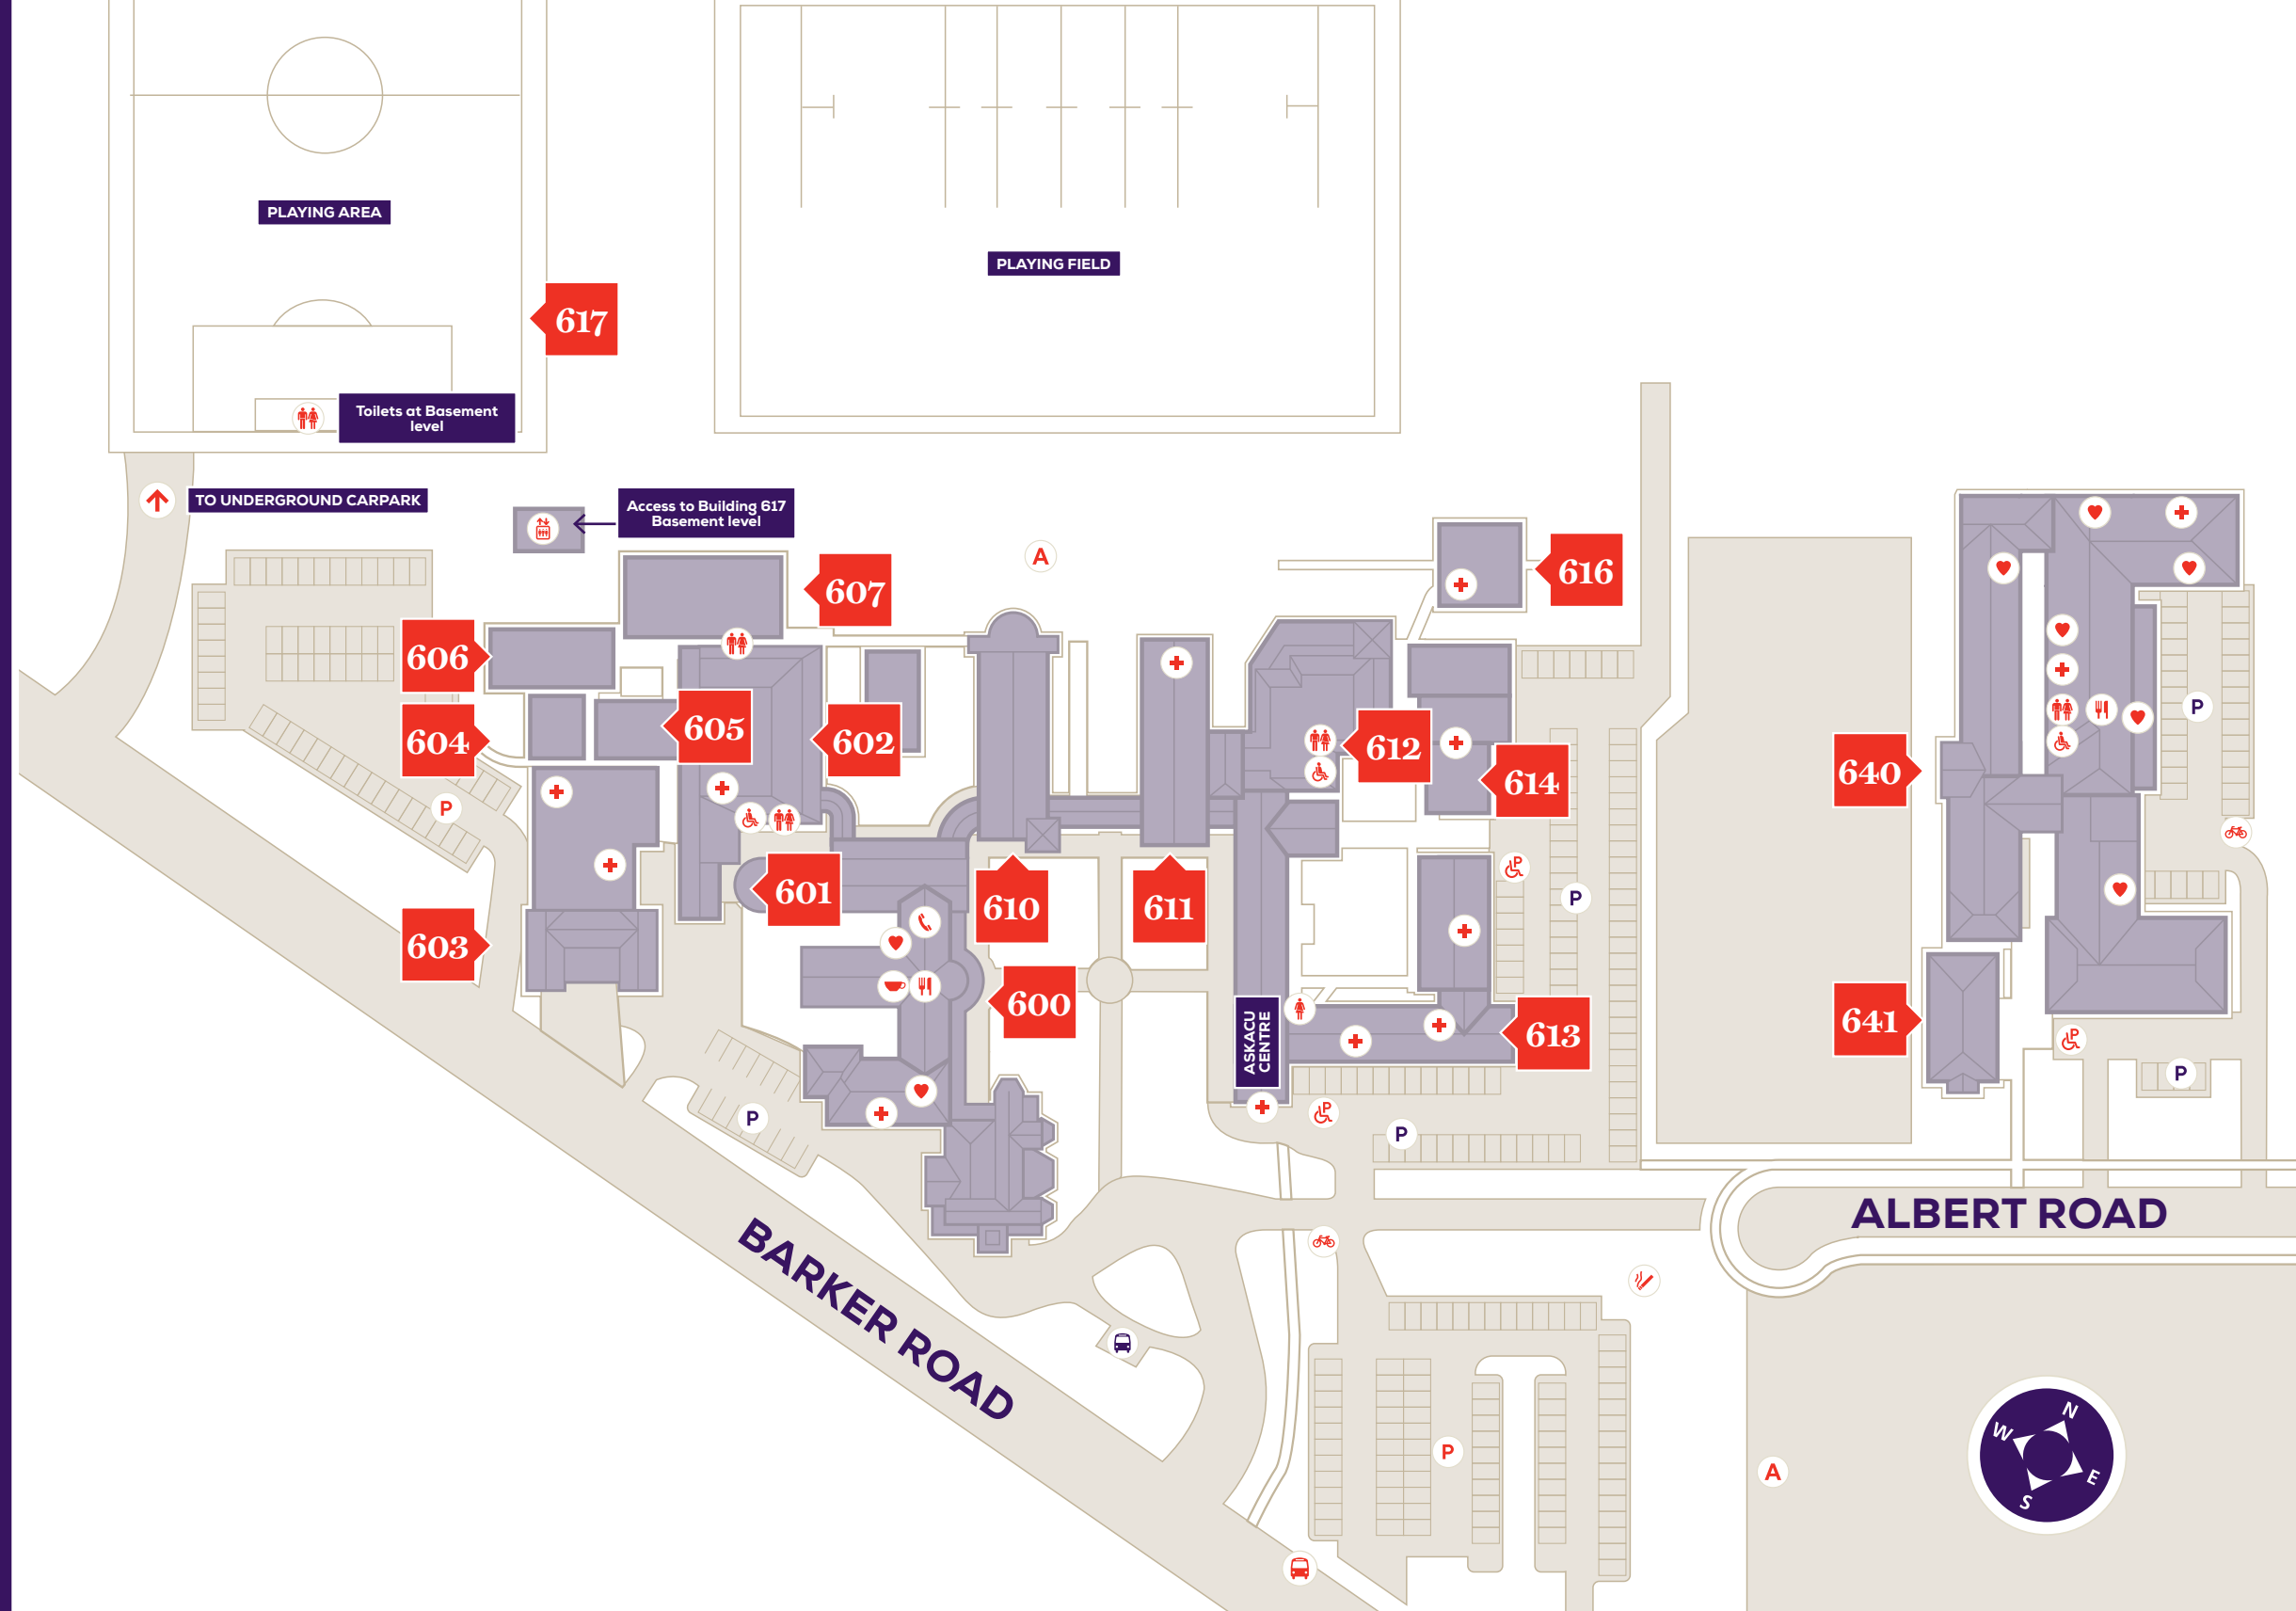 PLAYING AREA
PLAYING FIELD
617
Toilets at Basement
level
TO UNDERGROUND CARPARK
Access to Building 617
Basement level
A
607
616
606
604
605
602
612
614
640
P
P
P
601
610
611
603
600
ASKACU
CENTRE
613
641
P
P
P
P
P
P
ALBERT ROAD
BARKER ROAD
P
A
N
W
E
S